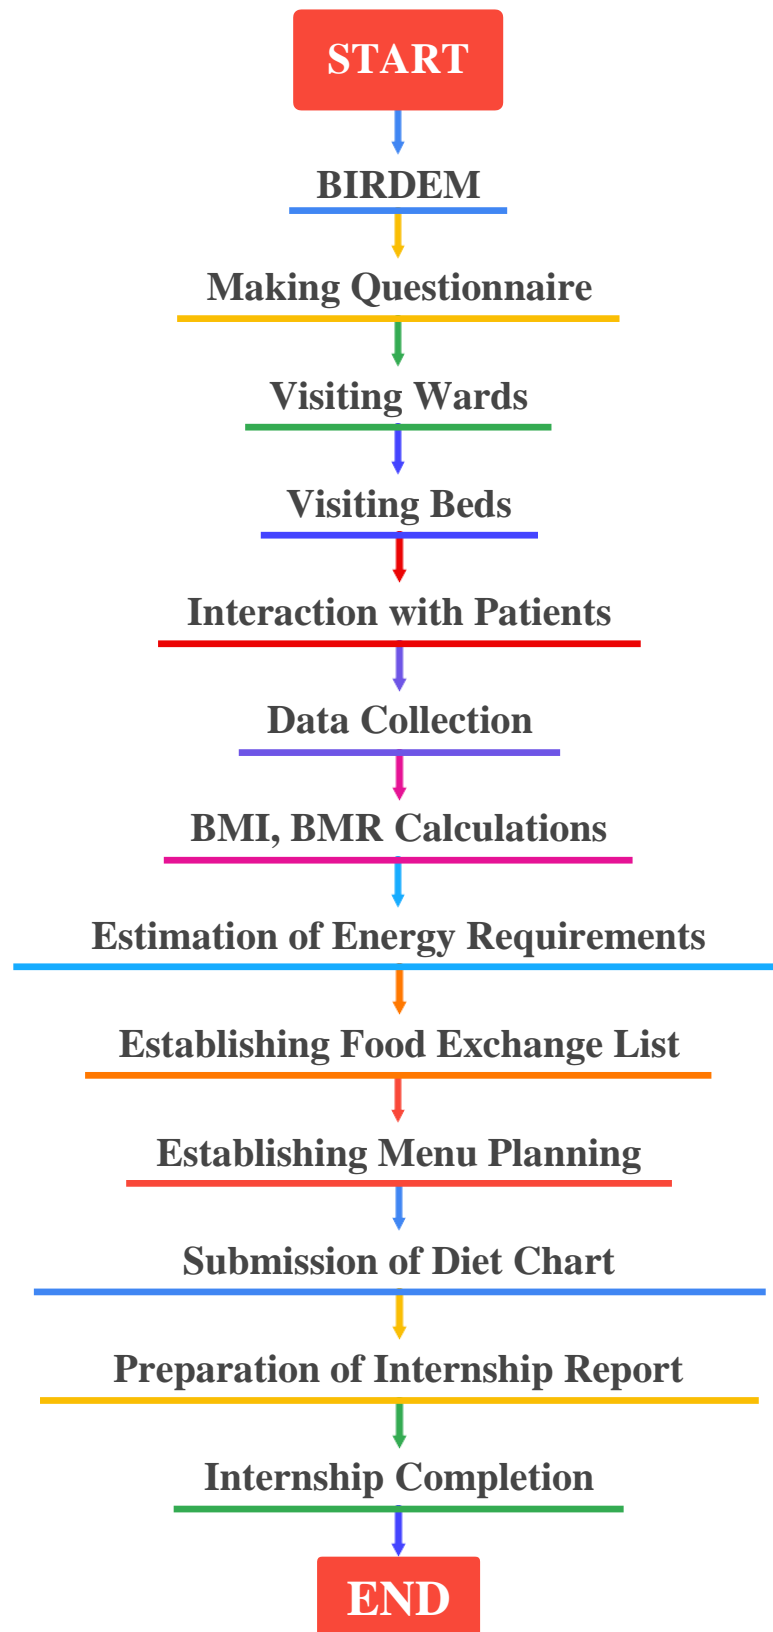 START
BIRDEM
Making Questionnaire
Visiting Wards
Visiting Beds
Interaction with Patients
Data Collection
BMI, BMR Calculations
Estimation of Energy Requirements
Establishing Food Exchange List
Establishing Menu Planning
Submission of Diet Chart
Preparation of Internship Report
Internship Completion
END